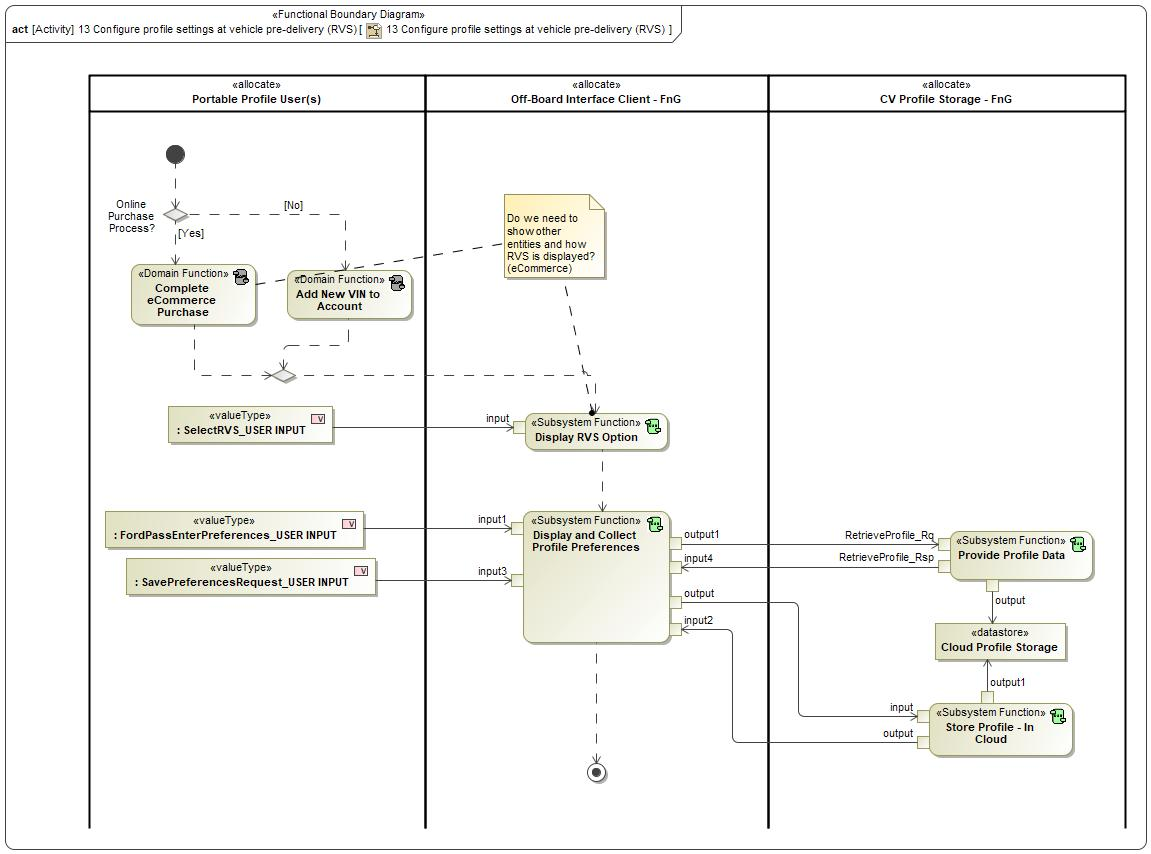 «Functional Boundary Diagram»
act [Activity] 13 Configure profile settings at vehicle pre-delivery (RVS) [ 13 Configure profile settings at vehicle pre-delivery (RVS) ]
«allocate»
Portable Profile User(s)
«allocate»
Off-Board Interface Client - FnG
«allocate»
CV Profile Storage - FnG
Online
Purchase
Process?
[No]
[Yes]
«Domain Function»
Complete
eCommerce
Purchase
«Domain Function»
Add New VIN to
Account
Do we need to
show other
entities and how
RVS is displayed?
(eCommerce)
«valueType»
: SelectRVS_USER INPUT
V
input
«Subsystem Function»
Display RVS Option
«valueType»
: FordPassEnterPreferences_USER INPUT
V
«valueType»
: SavePreferencesRequest_USER INPUT
V
input1
input3
«Subsystem Function»
Display and Collect
Profile Preferences
output1
input4
output
input2
RetrieveProfile_Rq
RetrieveProfile_Rsp
«Subsystem Function»
Provide Profile Data
output
«datastore»
Cloud Profile Storage
output1
input
output
«Subsystem Function»
Store Profile - In
Cloud